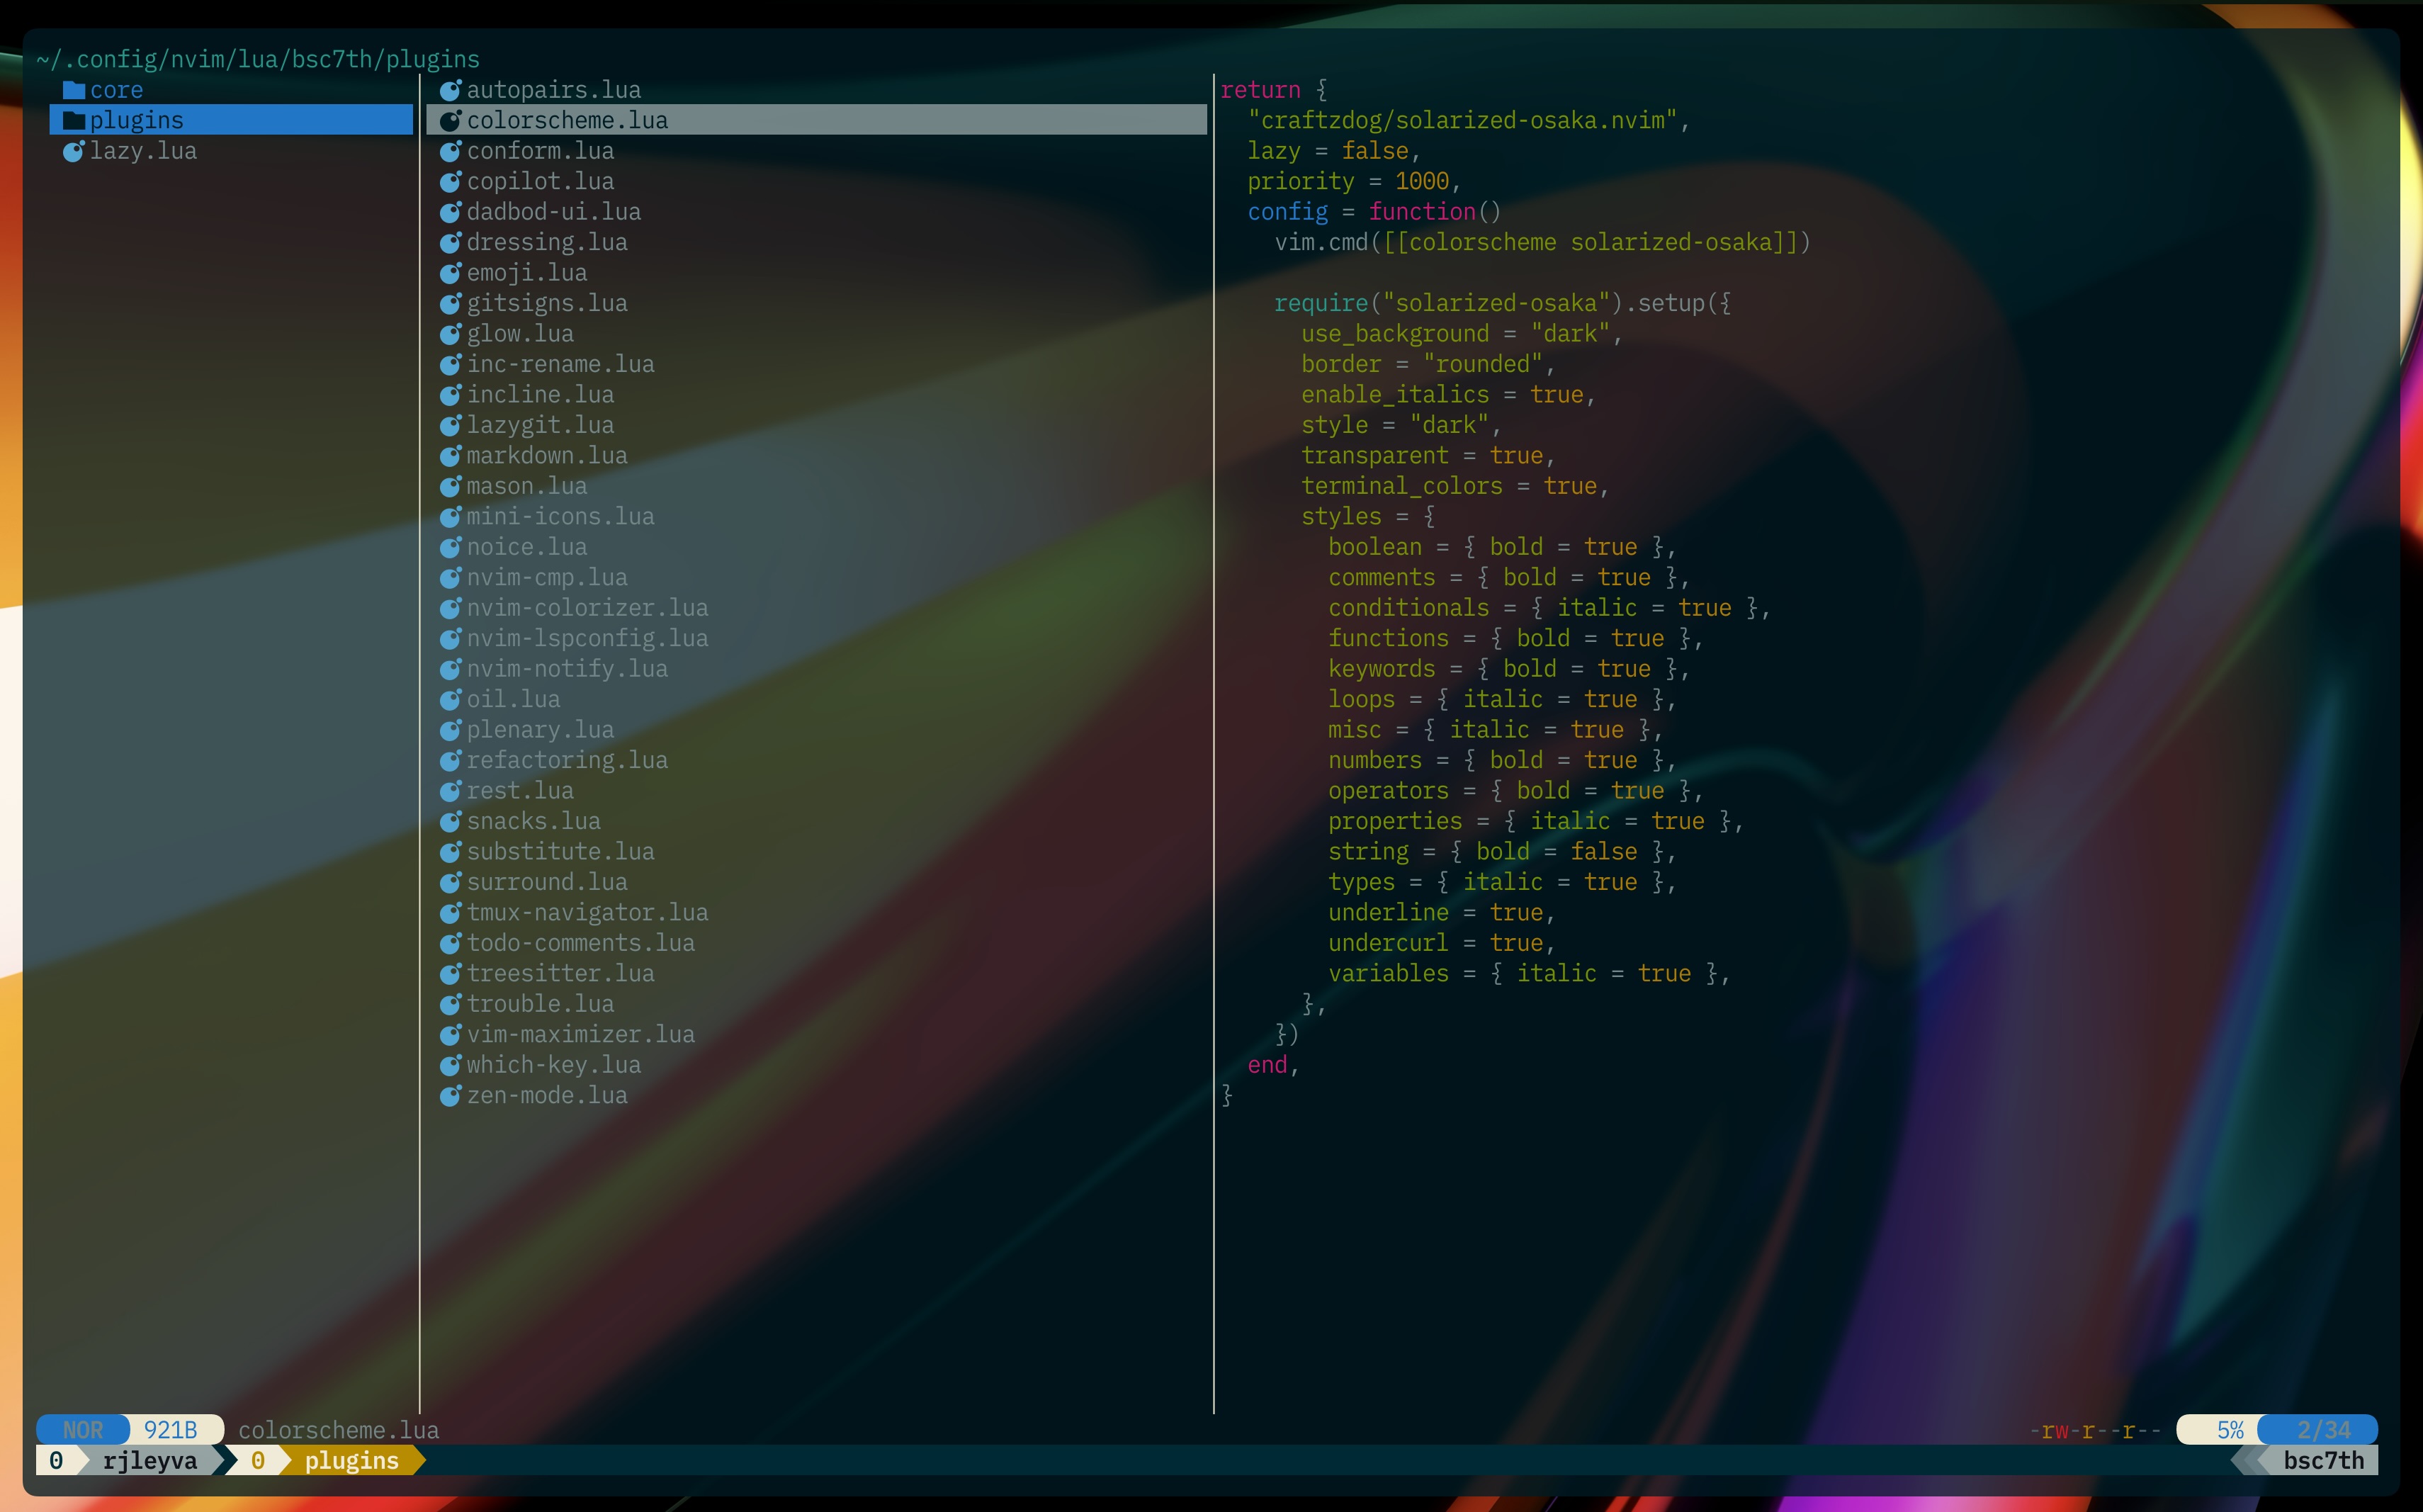 ~/.config/nvim/lua/bsc7th/plugins
core
plugins
lazy.lua
autopairs.lua
colorscheme.lua
conform.lua
copilot.lua
dadbod-ui.lua
dressing.lua
emoji.lua
gitsigns.lua
glow.lua
inc-rename.lua
incline.lua
lazygit.lua
markdown.lua
mason.lua
mini-icons.lua
noice.lua
nvim-cmp.lua
nvim-colorizer.lua
nvim-lspconfig.lua
nvim-notify.lua
oil.lua
plenary.lua
refactoring.lua
rest.lua
snacks.lua
substitute.lua
surround.lua
tmux-navigator.lua
todo-comments.lua
treesitter.lua
trouble.lua
vim-maximizer.lua
which-key.lua
zen-mode.lua
return {
  "craftzdog/solarized-osaka.nvim",
  lazy = false,
  priority = 1000,
  config = function()
    vim.cmd([[colorscheme solarized-osaka]])
    require("solarized-osaka").setup({
      use_background = "dark",
      border = "rounded",
      enable_italics = true,
      style = "dark",
      transparent = true,
      terminal_colors = true,
      styles = {
        boolean = { bold = true },
        comments = { bold = true },
        conditionals = { italic = true },
        functions = { bold = true },
        keywords = { bold = true },
        loops = { italic = true },
        misc = { italic = true },
        numbers = { bold = true },
        operators = { bold = true },
        properties = { italic = true },
        string = { bold = false },
        types = { italic = true },
        underline = true,
        undercurl = true,
        variables = { italic = true },
      },
    })
  end,
}
NOR 921B colorscheme.lua -rw-r--r-- 5% 2/34
0 rjleyva 0 plugins bsc7th